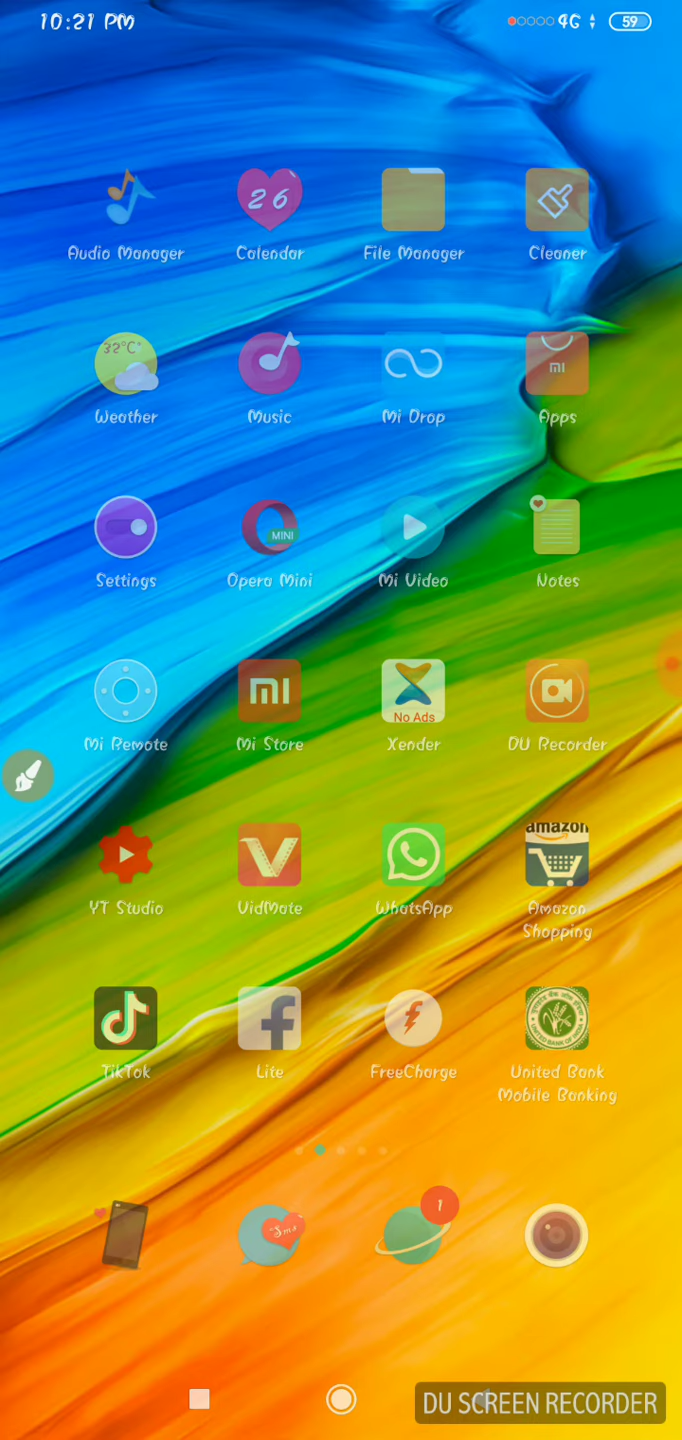 10:21 PM 4G 59
26
Audio Manager Calendar File Manager Cleaner
32°C
MI
Weather Music Mi Drop Apps
MINI
Settings Opera Mini Mi Video Notes
mi
No Ads
Mi Remote Mi Store Xender DU Recorder
amazon
YT Studio VidMate WhatsApp Amazon
Shopping
TikTok Lite FreeCharge United Bank
Mobile Banking
1
DU SCREEN RECORDER